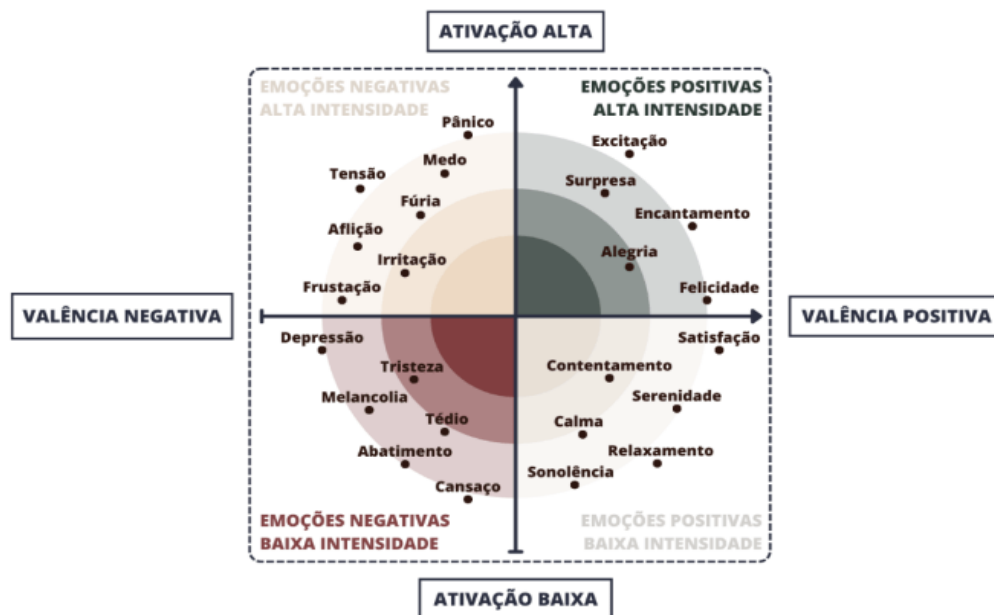 ATIVAÇÃO ALTA
EMOÇÕES NEGATIVAS
ALTA INTENSIDADE
EMOÇÕES POSITIVAS
ALTA INTENSIDADE
Pânico
Excitação
Medo
Tensão
Surpresa
Fúria
Encantamento
Aflição
Alegria
Irritação
Frustação
Felicidade
VALÊNCIA NEGATIVA
VALÊNCIA POSITIVA
Depressão
Satisfação
Tristeza
Contentamento
Melancolia
Serenidade
Tédio
Calma
Abatimento
Relaxamento
Sonolência
Cansaço
EMOÇÕES NEGATIVAS
BAIXA INTENSIDADE
EMOÇÕES POSITIVAS
BAIXA INTENSIDADE
ATIVAÇÃO BAIXA